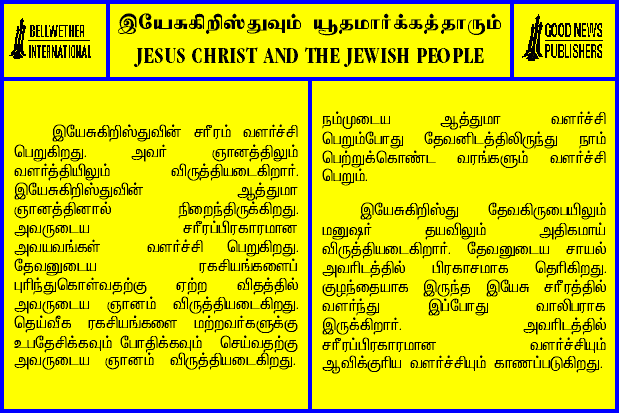 BELLWETHER
INTERNATIONAL
இயேசுகிறிஸ்துவும் யூதமார்க்கத்தாரும்
JESUS CHRIST AND THE JEWISH PEOPLE
GOOD NEWS
PUBLISHERS
இயேசுகிறிஸ்துவின் சரீரம் வளர்ச்சி
பெறுகிறது. அவர் ஞானத்திலும்
வளர்த்தியிலும் விருத்தியடைகிறார்.
இயேசுகிறிஸ்துவின் ஆத்துமா
ஞானத்தினால் நிறைந்திருக்கிறது.
அவருடைய சரீரப்பிரகாரமான
அவயவங்கள் வளர்ச்சி பெறுகிறது.
தேவனுடைய ரகசியங்களைப்
புரிந்துகொள்வதற்கு ஏற்ற விதத்தில்
அவருடைய ஞானம் விருத்தியடைகிறது.
தெய்வீக ரகசியங்களை மற்றவர்களுக்கு
உபதேசிக்கவும் போதிக்கவும் செய்வதற்கு
அவருடைய ஞானம் விருத்தியடைகிறது.
நம்முடைய ஆத்துமா வளர்ச்சி
பெறும்போது தேவனிடத்திலிருந்து நாம்
பெற்றுக்கொண்ட வரங்களும் வளர்ச்சி
பெறும்.
இயேசுகிறிஸ்து தேவகிருபையிலும்
மனுஷர் தயவிலும் அதிகமாய்
விருத்தியடைகிறார். தேவனுடைய சாயல்
அவரிடத்தில் பிரகாசமாக தெரிகிறது.
குழந்தையாக இருந்த இயேசு சரீரத்தில்
வளர்ந்து இப்போது வாலிபராக
இருக்கிறார். அவரிடத்தில்
சரீரப்பிரகாரமான வளர்ச்சியும்
ஆவிக்குரிய வளர்ச்சியும் காணப்படுகிறது.